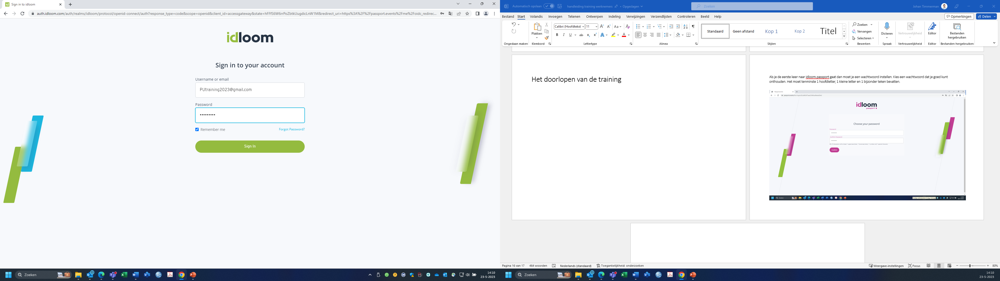 Sign in to idloom
auth.idloom.com/auth/realms/idloom/protocol/openid-connect/auth?response_type=code&scope=openid&client_id=accessgateway&state=hFFfS6W6rrPoZbtkUugdicLnW1M&redirect_uri=https%3A%2F%2Fpassport.events%2Fme%2Foidc_redirec...
idloom
Sign in to your account
Username or email
PUtraining2023@gmail.com
Password
•••••••••
Remember me
Forgot Password?
Sign In
Zoeken
14:10
23-5-2023
Automatisch opslaan
handleiding training werknemers
• Opgeslagen
Zoeken
Johan Timmerman
Bestand Start Volandis Invoegen Tekenen Ontwerpen Indeling Verwijzingen Verzendlijsten Controleren Beeld Help
Opmerkingen
Delen
Plakken
Calibri (Hoofdtekst 11
Standaard
Geen afstand
Kop 1
Kop 2
Titel
Zoeken
Vervangen
Selecteren
Dicteren
Vertrouwelijkheid
Editor
Bestanden
hergebruiken
Ongedaan maken Klembord Lettertype Alinea Stijlen Bewerken Spraak Vertrouwelijkheid Editor Bestanden hergebruiken
Het doorlopen van de training
Als je de eerste keer naar idloom.passport gaat dan moet je een wachtwoord instellen. Kies een wachtwoord dat je goed kunt
onthouden. Het moet tenminste 1 hoofdletter, 1 kleine letter en 1 bijzonder teken bevatten.
idloom
passport
Choose your password
Password
Confirm Password
Confirm
Pagina 16 van 17 464 woorden Nederlands (standaard) Toegankelijkheid: onderzoeken
Weergave-instellingen Focus 80%
Zoeken
14:10
23-5-2023